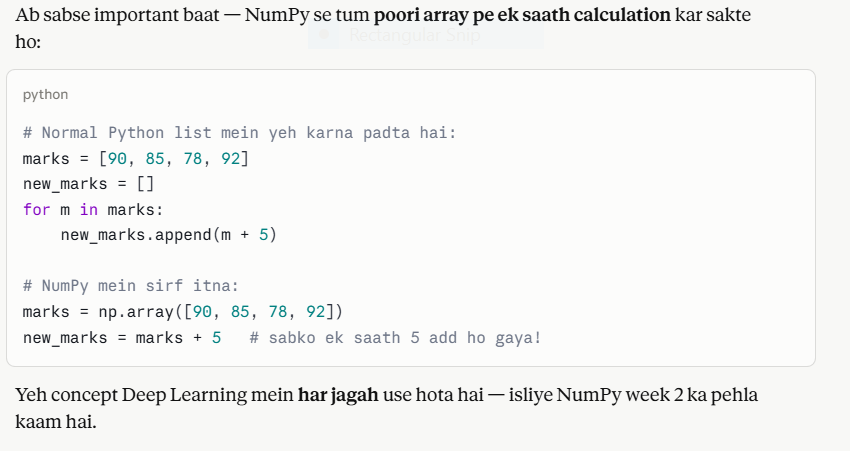 Ab sabse important baat — NumPy se tum poori array pe ek saath calculation kar sakte
ho:
Rectangular Snip
python
# Normal Python list mein yeh karna padta hai:
marks = [90, 85, 78, 92]
new_marks = []
for m in marks:
    new_marks.append(m + 5)
# NumPy mein sirf itna:
marks = np.array([90, 85, 78, 92])
new_marks = marks + 5   # sabko ek saath 5 add ho gaya!
Yeh concept Deep Learning mein har jagah use hota hai — isliye NumPy week 2 ka pehla
kaam hai.